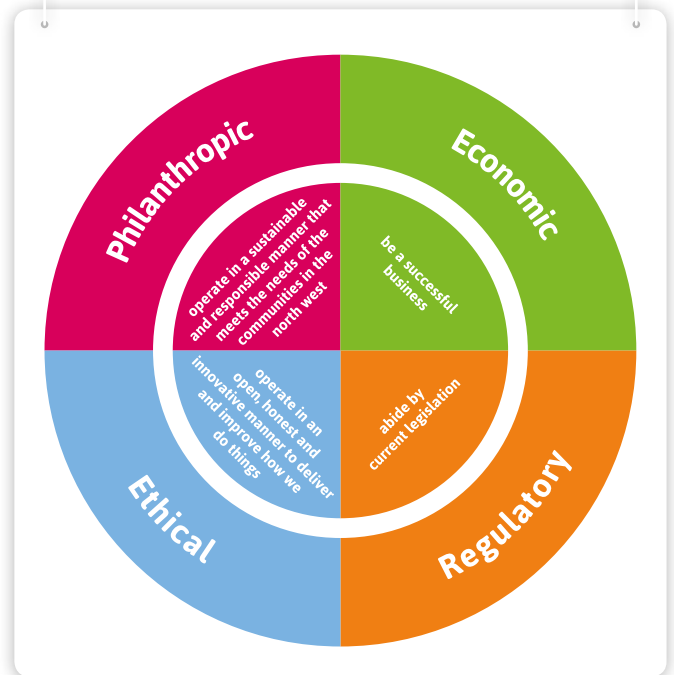 Philanthropic
operate in a sustainable
and responsible manner that
meets the needs of the
communities in the
north west
Economic
be a successful
business
Ethical
operate in an
open, honest and
innovative manner to deliver
and improve how we
do things
Regulatory
abide by
current legislation